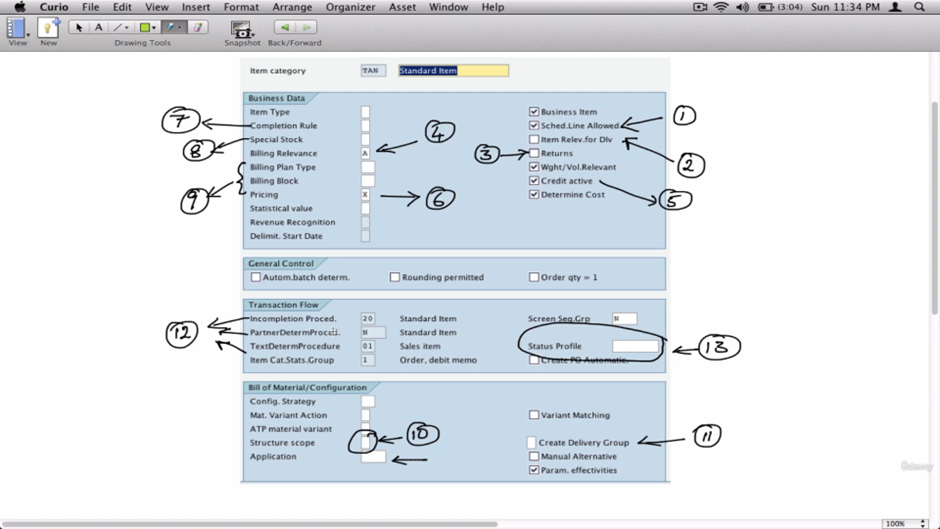 Curio File Edit View Insert Format Arrange Organizer Asset Window Help (3:04) Sun 11:34 PM
View New Drawing Tools Snapshot Back/Forward
Item category TAN Standard Item
Business Data
Item Type Business Item
7 Completion Rule Sched.Line Allowed 1
8 Special Stock Item Relev.for Dlv 2
Billing Relevance A 4 3 Returns
Billing Plan Type Wght/Vol.Relevant
9 Billing Block Credit active 5
Pricing X 6 Determine Cost
Statistical value
Revenue Recognition
Delimit. Start Date
General Control
Autom.batch determ. Rounding permitted Order qty = 1
Transaction Flow
12 Incompletion Proced. 20 Standard Item Screen Seq.Grp N
PartnerDetermProced. N Standard Item
TextDetermProcedure 01 Sales item Status Profile 13
Item Cat.Stats.Group 1 Order, debit memo Create PO Automatic.
Bill of Material/Configuration
Config. Strategy
Mat. Variant Action Variant Matching
ATP material variant
Structure scope 10 Create Delivery Group 11
Application Manual Alternative
Param. effectivities
Udemy
100%